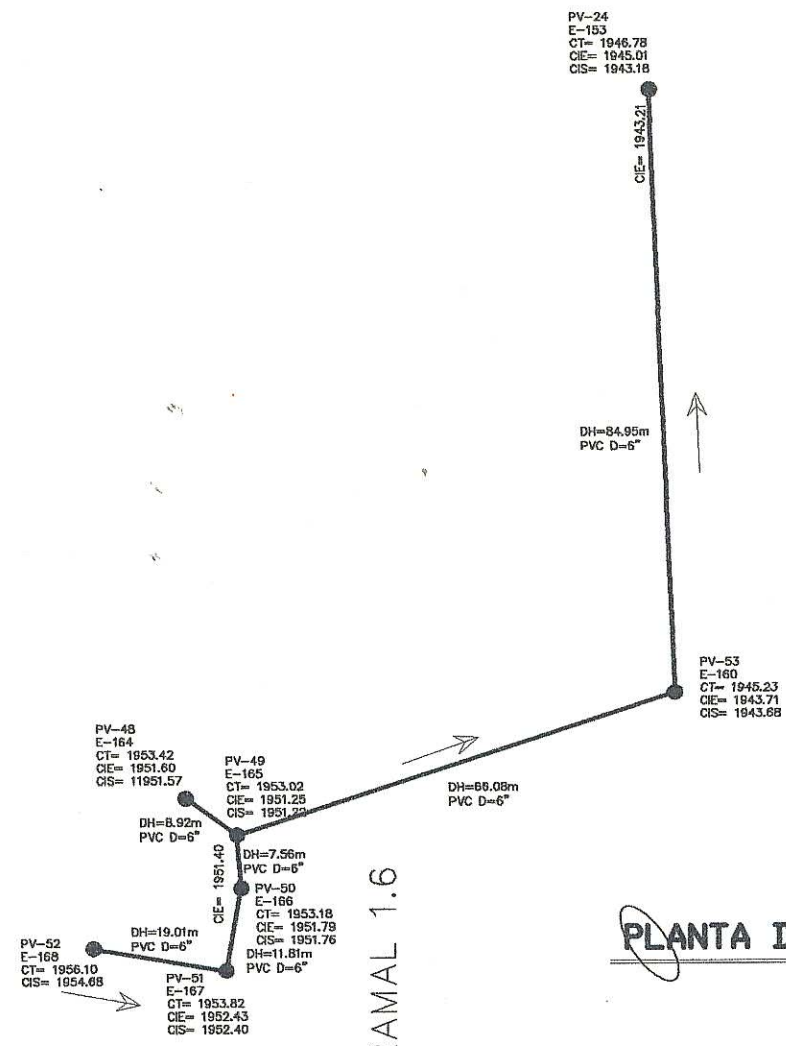 PV-24
E-153
CT= 1946.78
CIE= 1945.01
CIS= 1943.18
CIE= 1943.21
DH=84.95m
PVC D=6"
PV-53
E-160
CT= 1945.23
CIE= 1943.71
CIS= 1943.68
PV-48
E-164
CT= 1953.42
CIE= 1951.60
CIS= 11951.57
PV-49
E-165
CT= 1953.02
CIE= 1951.25
CIS= 1951.22
DH=66.08m
PVC D=6"
DH=8.92m
PVC D=6"
CIE= 1951.40
DH=7.56m
PVC D=6"
PV-50
E-166
CT= 1953.18
CIE= 1951.79
CIS= 1951.76
DH=11.81m
PVC D=6"
DH=19.01m
PVC D=6"
PV-52
E-168
CT= 1956.10
CIS= 1954.68
PV-51
E-167
CT= 1953.82
CIE= 1952.43
CIS= 1952.40
AMAL 1.6
PLANTA